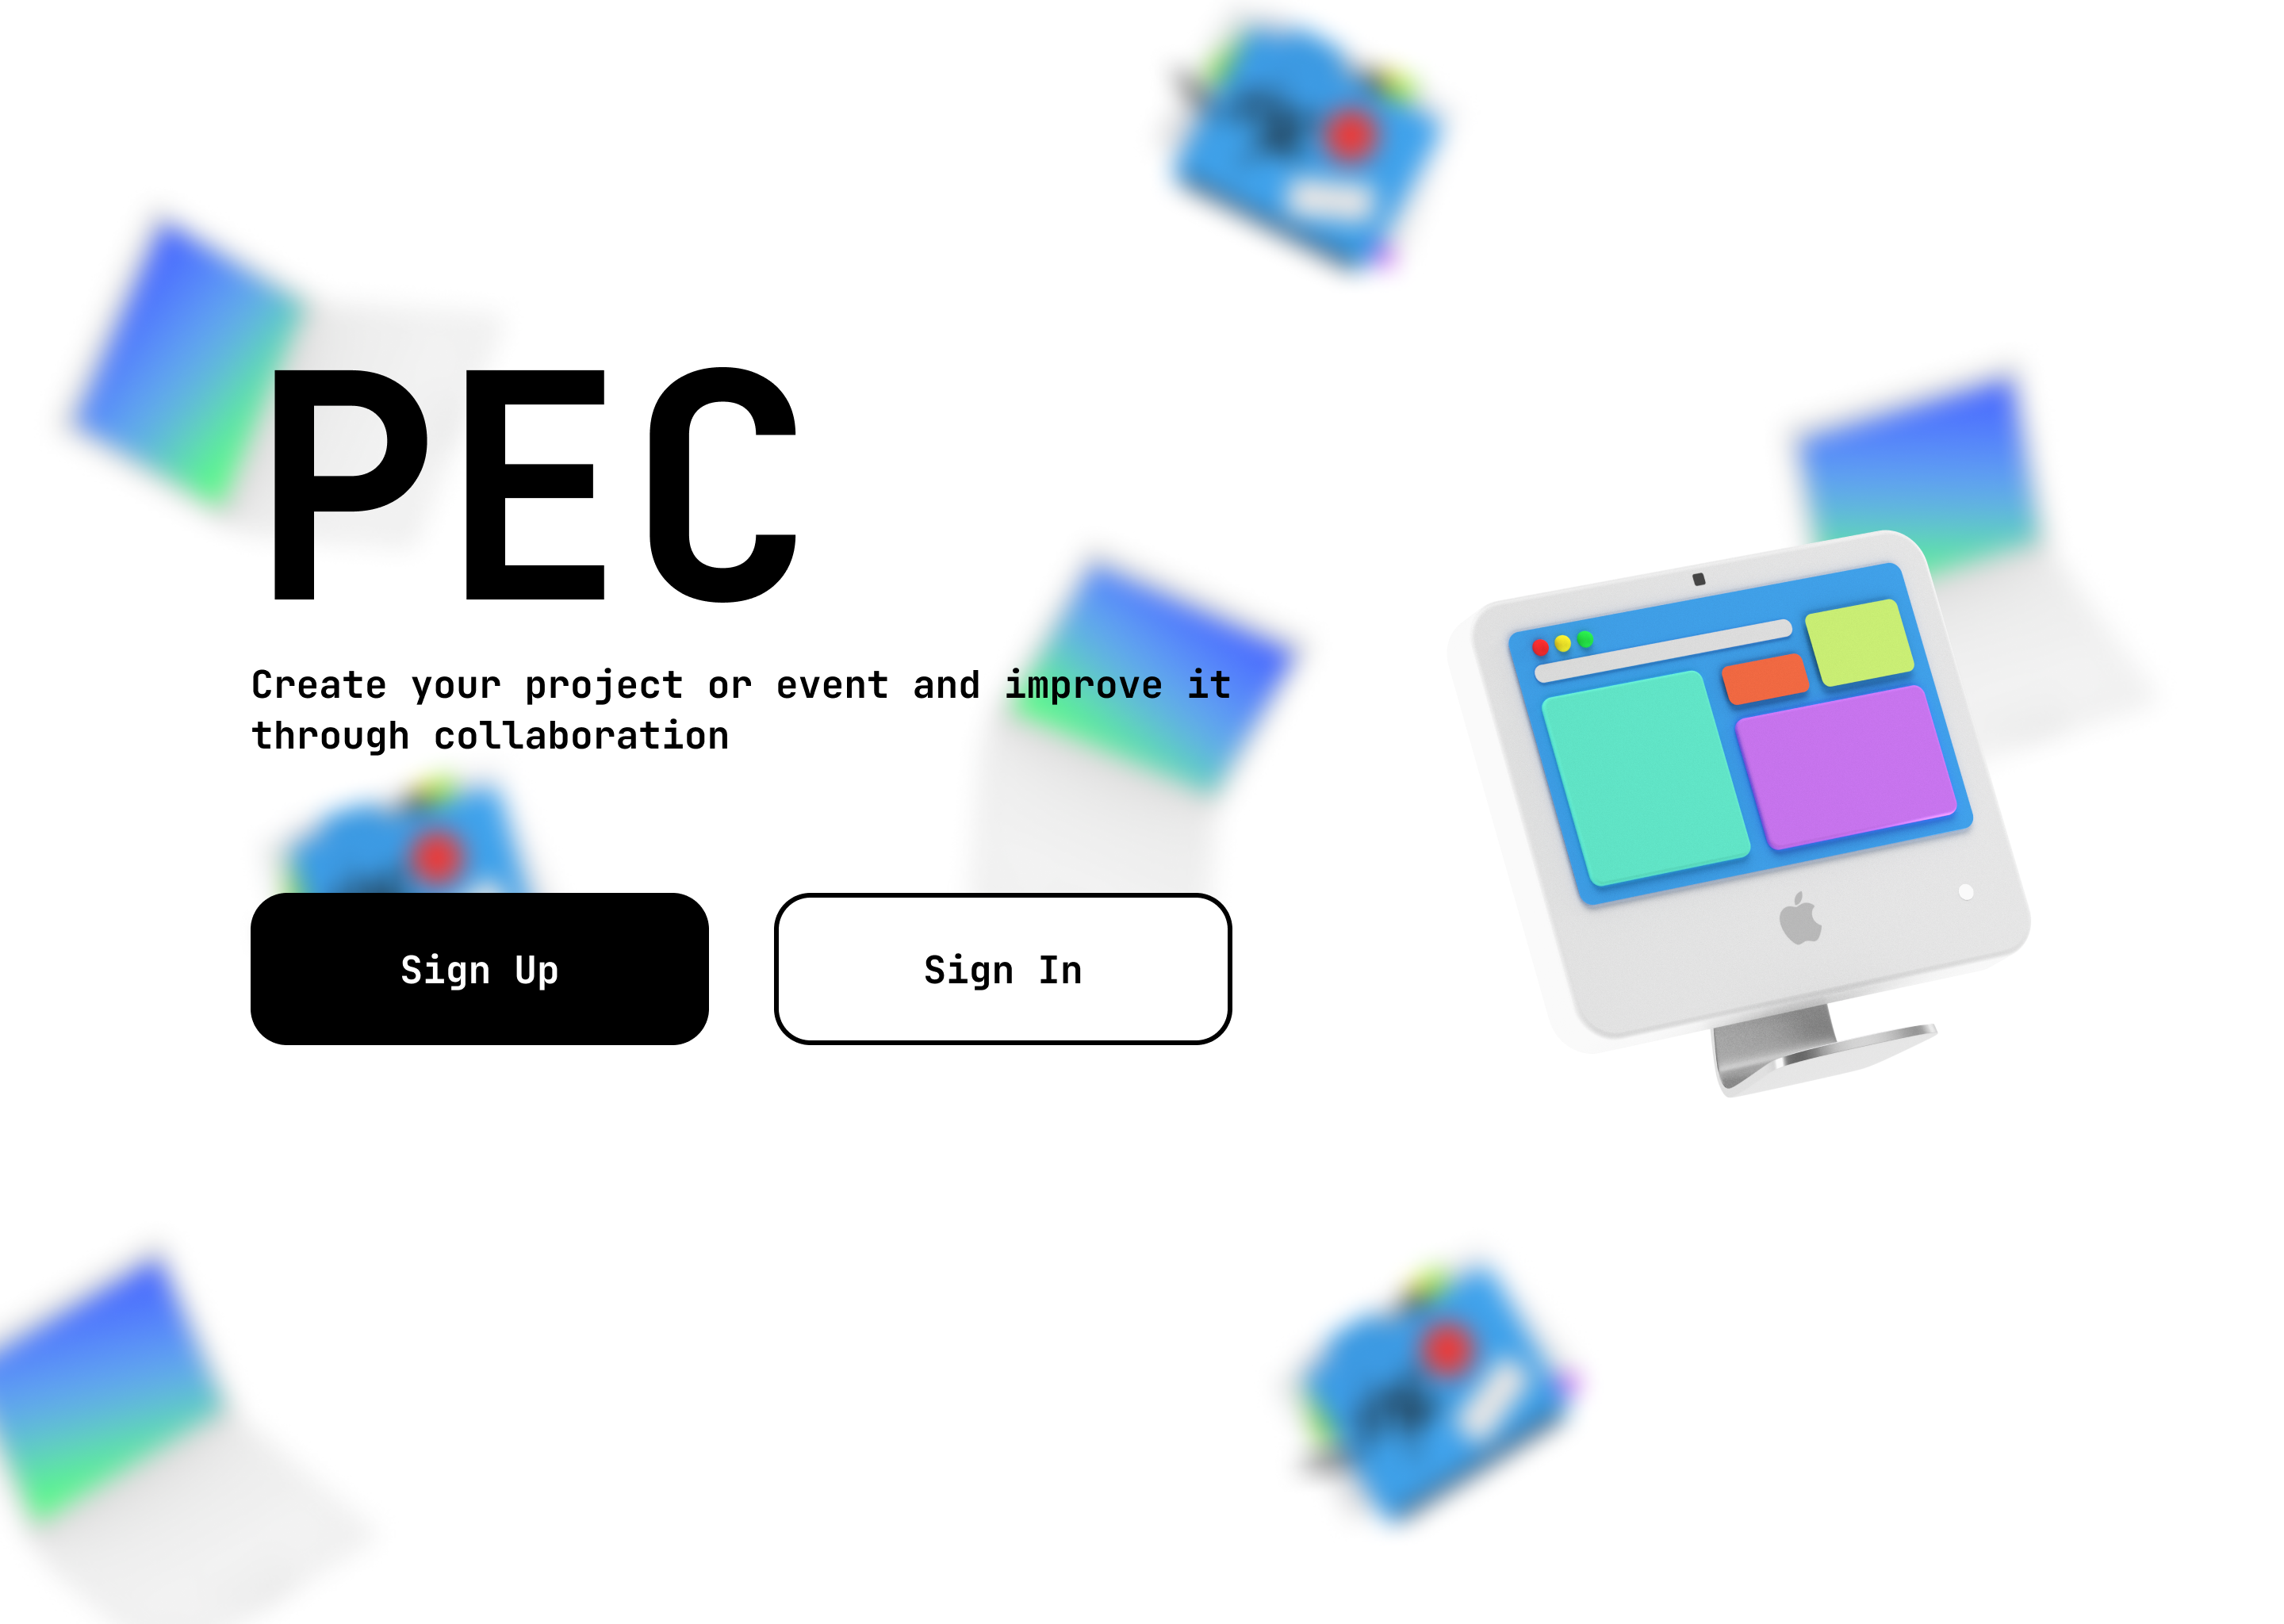 PEC
Create your project or event and improve it
through collaboration
Sign Up
Sign In